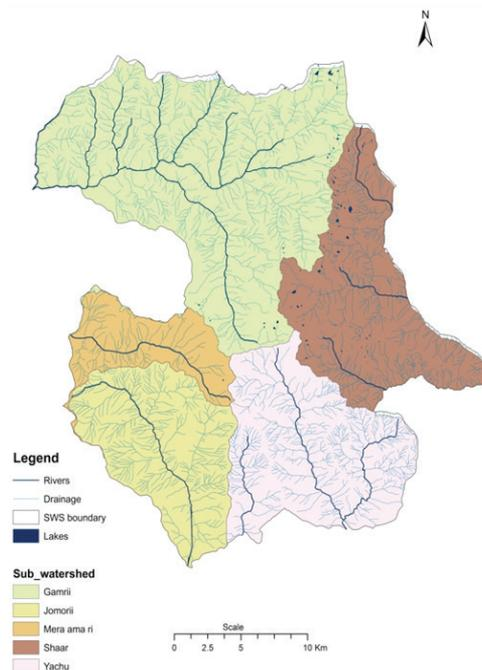 N
Legend
Rivers
Drainage
SWS boundary
Lakes
Sub_watershed
Gamrii
Jomorii
Mera ama ri
Shaar
Yachu
Scale
0 2.5 5 10 Km